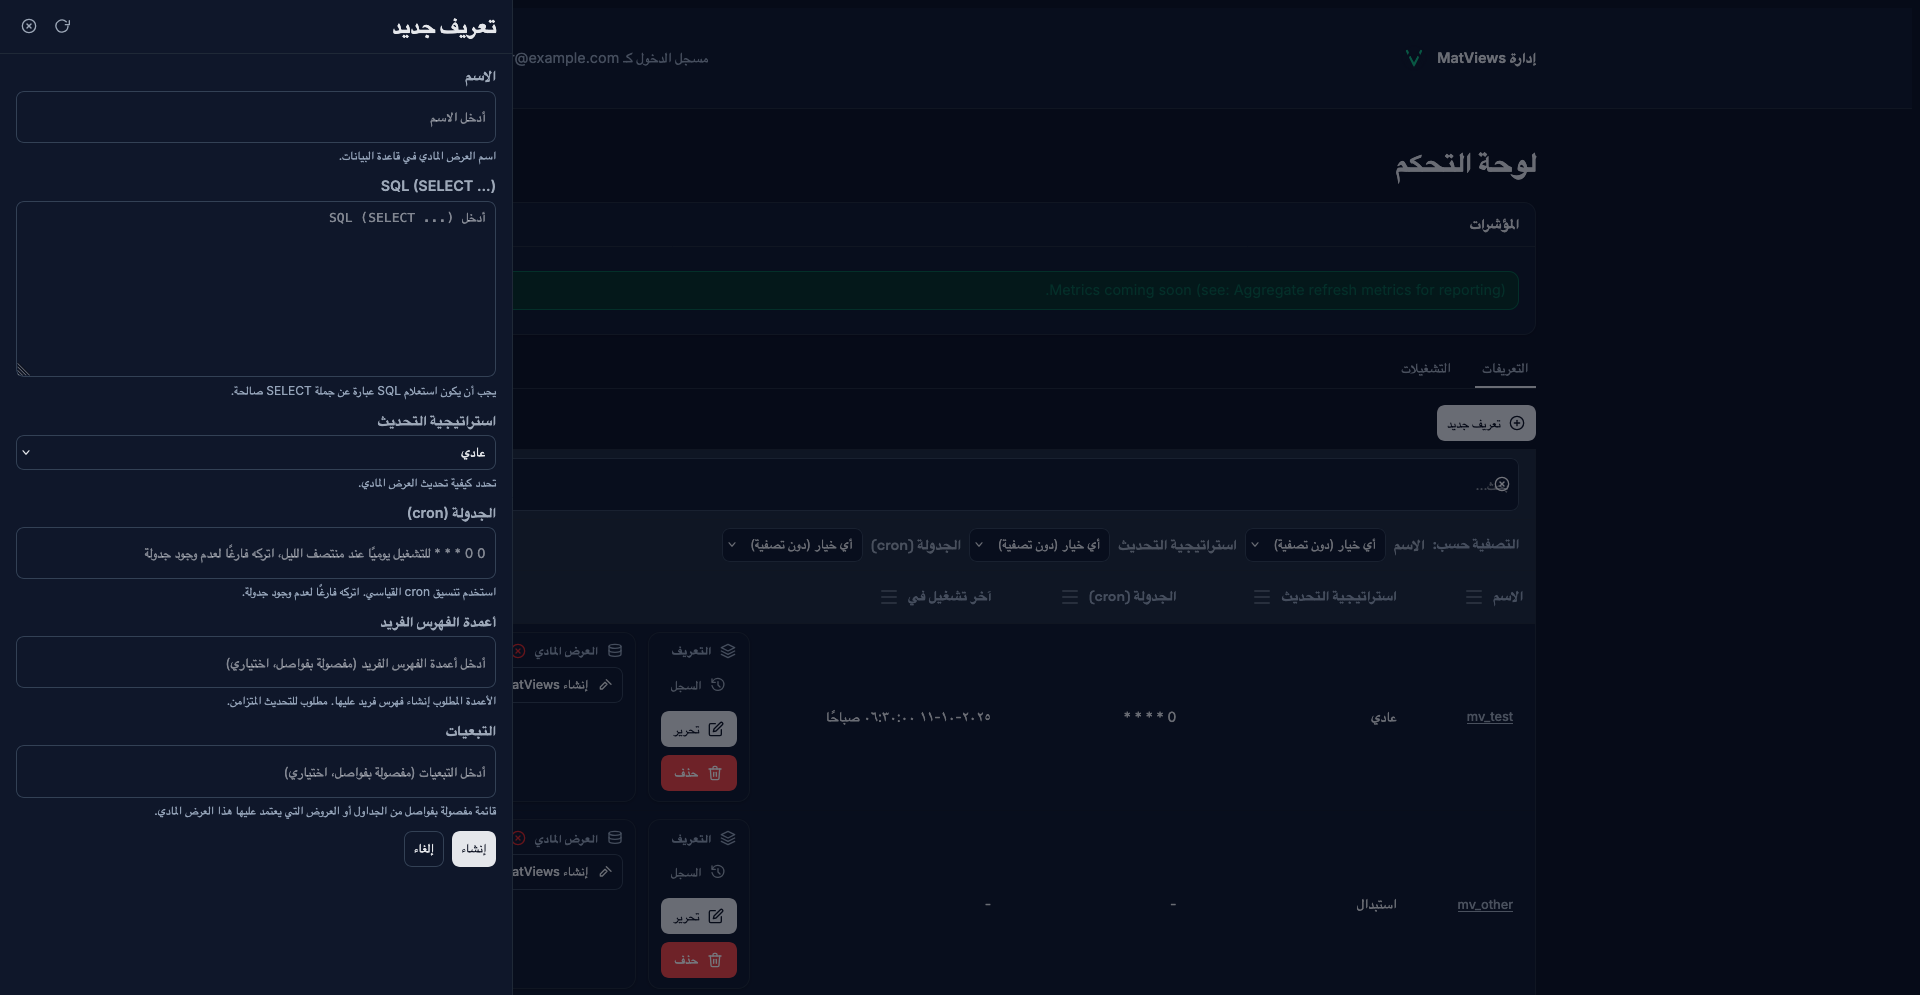 تعريف جديد
الاسم
أدخل الاسم
اسم العرض المادي في قاعدة البيانات.
SQL (SELECT ...)
أدخل SQL (SELECT ...)
يجب أن يكون استعلام SQL عبارة عن جملة SELECT صالحة.
استراتيجية التحديث
عادي
تحدد كيفية تحديث العرض المادي.
الجدولة (cron)
0 0 * * * للتشغيل يوميًا عند منتصف الليل، اتركه فارغًا لعدم وجود جدولة
استخدم تنسيق cron القياسي. اتركه فارغًا لعدم وجود جدولة.
أعمدة الفهرس الفريد
أدخل أعمدة الفهرس الفريد (مفصولة بفواصل، اختياري)
الأعمدة المطلوب إنشاء فهرس فريد عليها. مطلوب للتحديث المتزامن.
التبعيات
أدخل التبعيات (مفصولة بفواصل، اختياري)
قائمة مفصولة بفواصل من الجداول أو العروض التي يعتمد عليها هذا العرض المادي.
إنشاء
إلغاء
إدارة MatViews
مسجل الدخول كـ r@example.com
لوحة التحكم
المؤشرات
Metrics coming soon (see: Aggregate refresh metrics for reporting).
التعريفات
التشغيلات
تعريف جديد
التصفية حسب: الاسم أي خيار (دون تصفية) استراتيجية التحديث أي خيار (دون تصفية) الجدولة (cron) أي خيار (دون تصفية)
الاسم استراتيجية التحديث الجدولة (cron) آخر تشغيل في
mv_test عادي 0 * * * * ٢٠٢٥-١٠-١١ ٠٦:٣٠:٠٠ صباحًا
التعريف
السجل
تحرير
حذف
العرض المادي
إنشاء atViews
mv_other استبدال - -
التعريف
السجل
تحرير
حذف
العرض المادي
إنشاء atViews